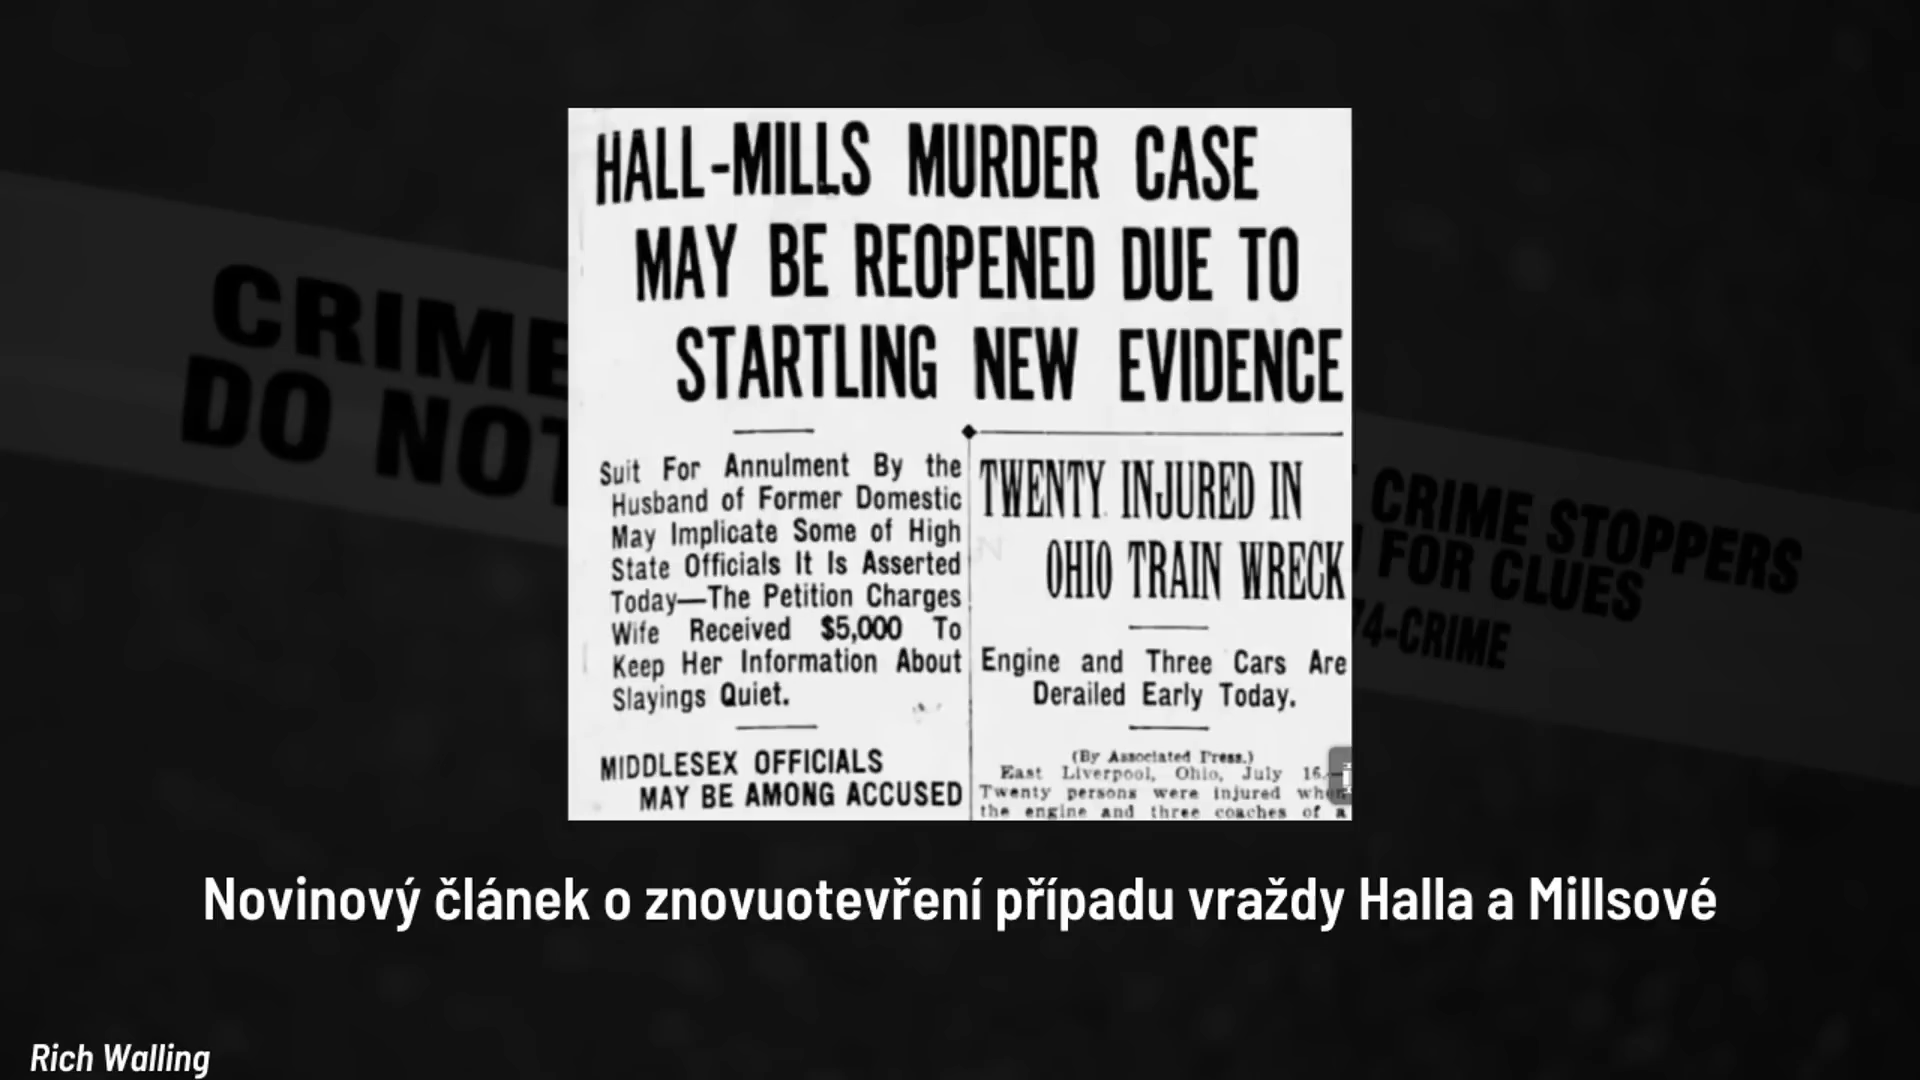 HALL-MILLS MURDER CASE
MAY BE REOPENED DUE TO
STARTLING NEW EVIDENCE
Suit For Annulment By the
Husband of Former Domestic
May Implicate Some of High
State Officials It Is Asserted
Today—The Petition Charges
Wife Received $5,000 To
Keep Her Information About
Slayings Quiet.
MIDDLESEX OFFICIALS
MAY BE AMONG ACCUSED
TWENTY INJURED IN
OHIO TRAIN WRECK
Engine and Three Cars Are
Derailed Early Today.
(By Associated Press.)
East Liverpool, Ohio, July 16.—
Twenty persons were injured when
the engine and three coaches of a
CRIME
DO NOT
CRIME STOPPERS
FOR CLUES
74-CRIME
Novinový článek o znovuotevření případu vraždy Halla a Millsové
Rich Walling